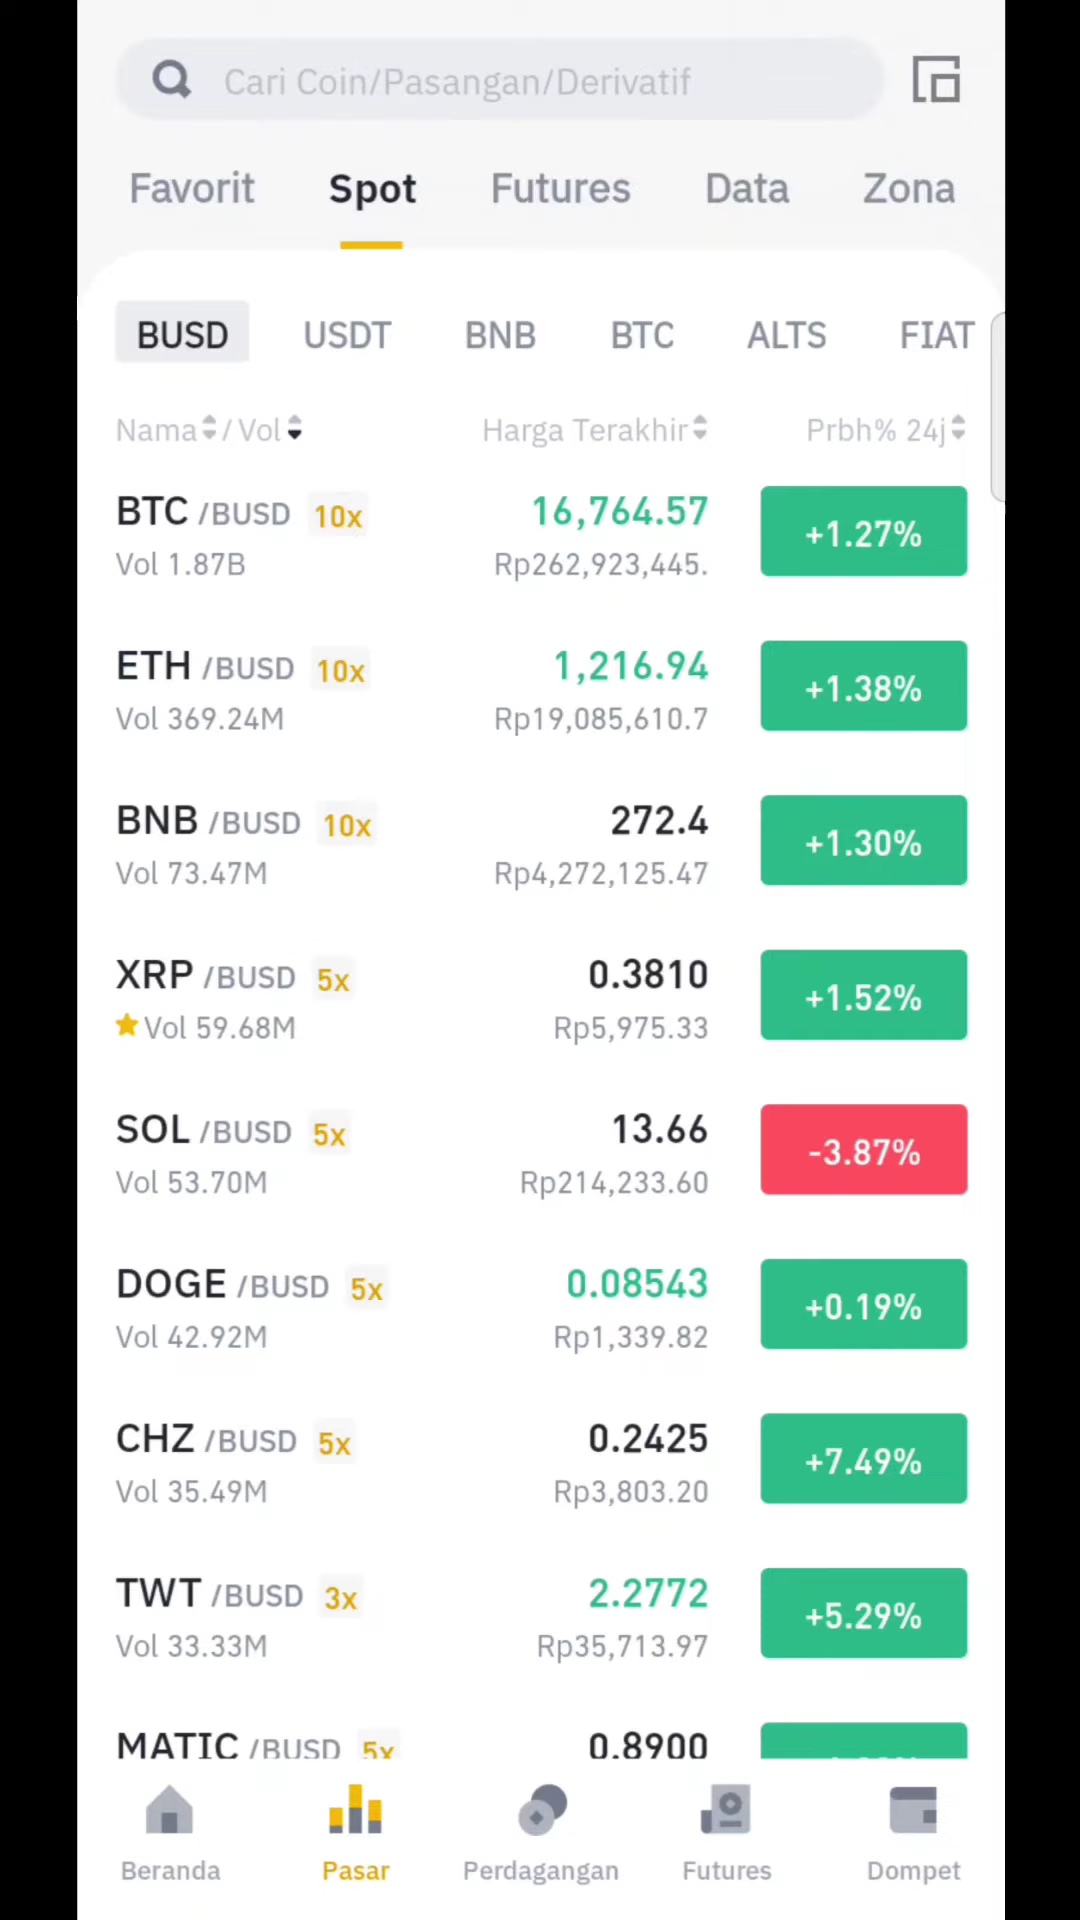 Cari Coin/Pasangan/Derivatif
Favorit Spot Futures Data Zona
BUSD USDT BNB BTC ALTS FIAT
Nama / Vol Harga Terakhir Prbh% 24j
BTC /BUSD 10x 16,764.57 +1.27%
Vol 1.87B Rp262,923,445.
ETH /BUSD 10x 1,216.94 +1.38%
Vol 369.24M Rp19,085,610.7
BNB /BUSD 10x 272.4 +1.30%
Vol 73.47M Rp4,272,125.47
XRP /BUSD 5x 0.3810 +1.52%
Vol 59.68M Rp5,975.33
SOL /BUSD 5x 13.66 -3.87%
Vol 53.70M Rp214,233.60
DOGE /BUSD 5x 0.08543 +0.19%
Vol 42.92M Rp1,339.82
CHZ /BUSD 5x 0.2425 +7.49%
Vol 35.49M Rp3,803.20
TWT /BUSD 3x 2.2772 +5.29%
Vol 33.33M Rp35,713.97
MATIC /BUSD 5x 0.8900
Beranda Pasar Perdagangan Futures Dompet